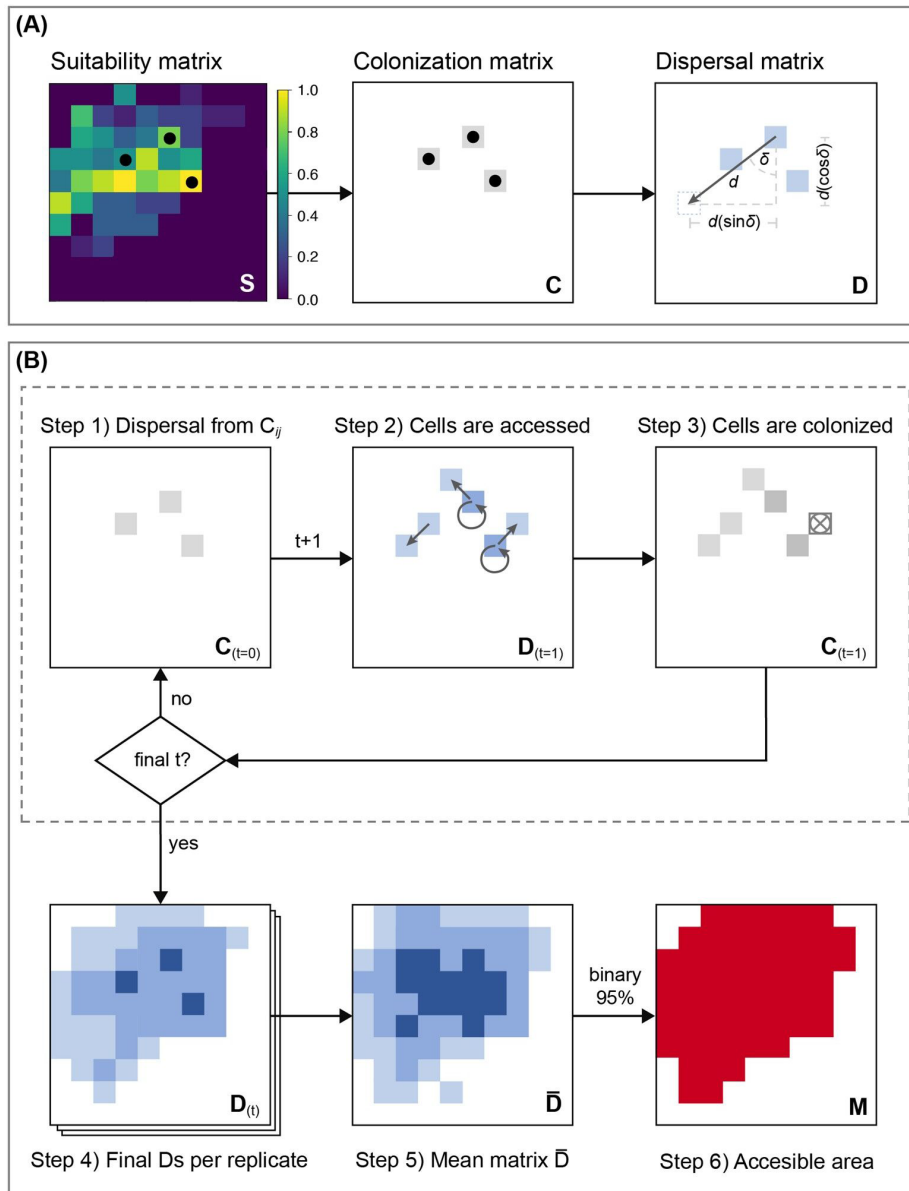 (A)
Suitability matrix
Colonization matrix
Dispersal matrix
1.0
0.8
0.6
0.4
0.2
0.0
S
C
δ
d
d(sinδ)
d(cosδ)
D
(B)
Step 1) Dispersal from Cij
Step 2) Cells are accessed
Step 3) Cells are colonized
t+1
C(t=0)
D(t=1)
C(t=1)
no
final t?
yes
binary
95%
D(t)
D̅
M
Step 4) Final Ds per replicate
Step 5) Mean matrix D̅
Step 6) Accesible area